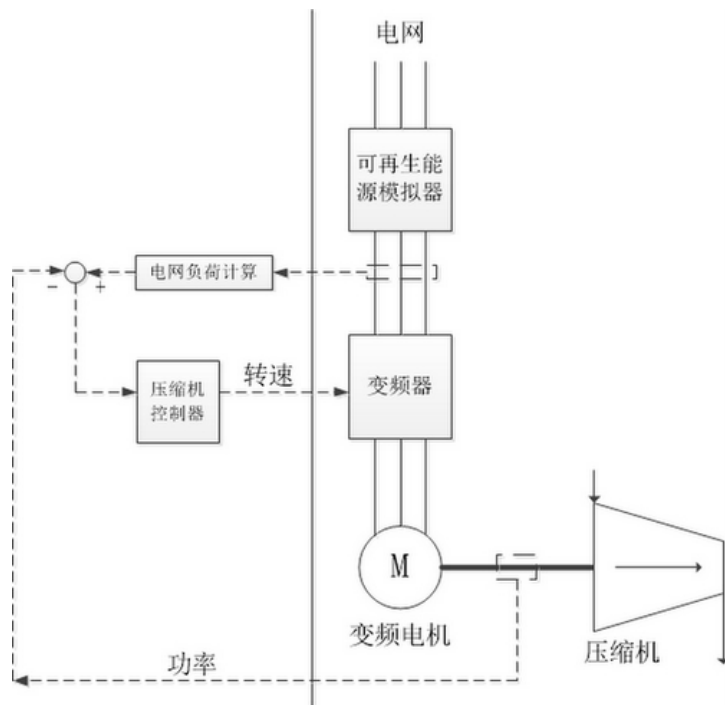 电网
可再生能
源模拟器
电网负荷计算
− +
压缩机
控制器
转速
变频器
M
变频电机
压缩机
功率